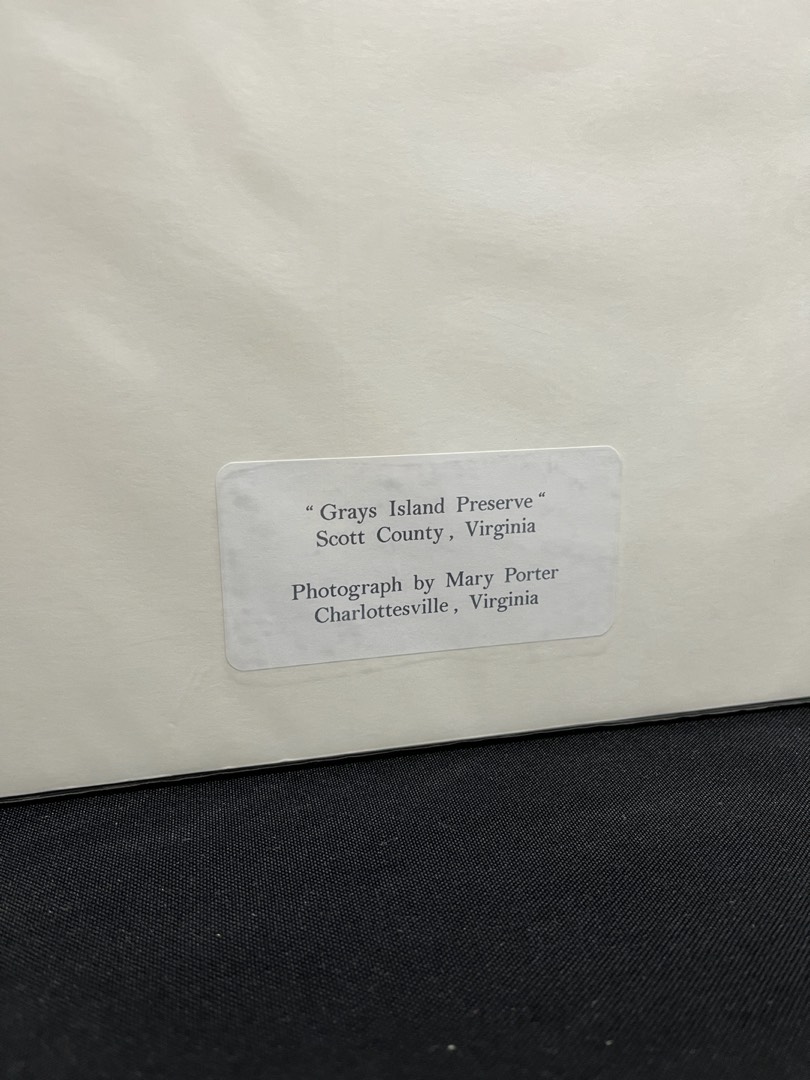 “ Grays Island Preserve “
Scott County , Virginia
Photograph by Mary Porter
Charlottesville , Virginia